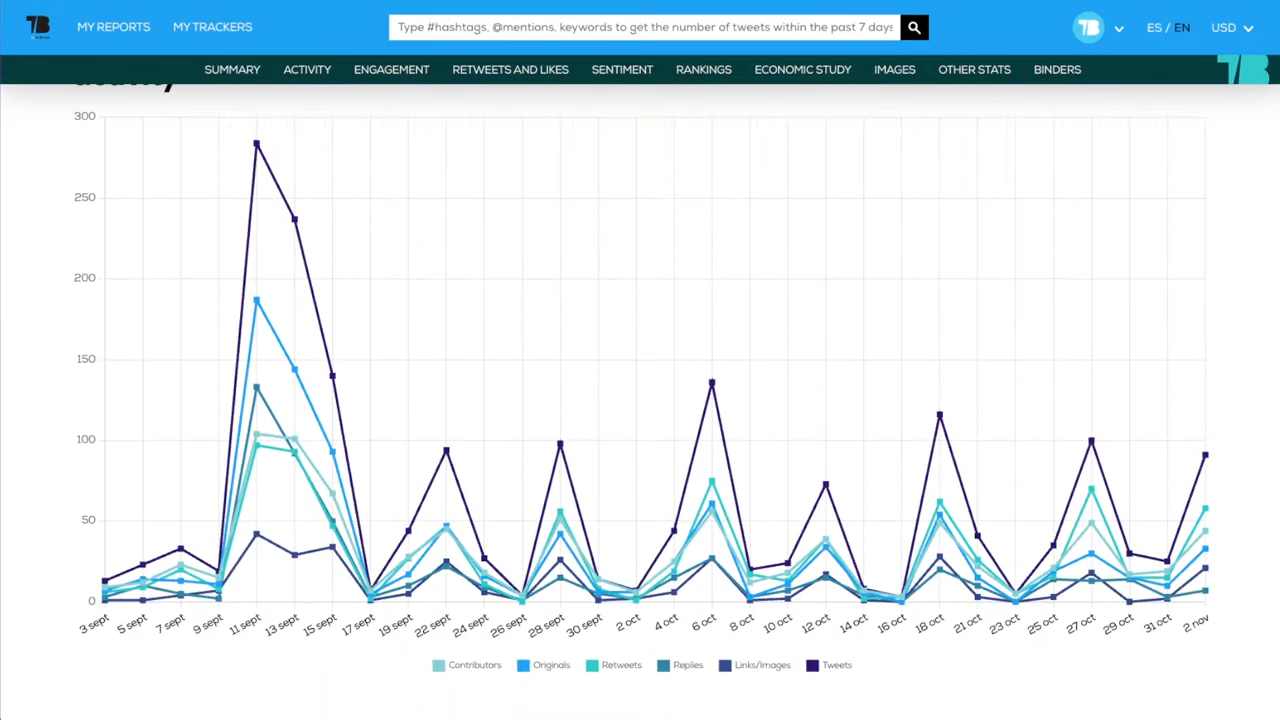 7B
MY REPORTS
MY TRACKERS
Type #hashtags, @mentions, keywords to get the number of tweets within the past 7 days
7B
ES / EN
USD
SUMMARY
ACTIVITY
ENGAGEMENT
RETWEETS AND LIKES
SENTIMENT
RANKINGS
ECONOMIC STUDY
IMAGES
OTHER STATS
BINDERS
7B
300
250
200
150
100
50
0
3 sept
5 sept
7 sept
9 sept
11 sept
13 sept
15 sept
17 sept
19 sept
22 sept
24 sept
26 sept
28 sept
30 sept
2 oct
4 oct
6 oct
8 oct
10 oct
12 oct
14 oct
16 oct
18 oct
21 oct
23 oct
25 oct
27 oct
29 oct
31 oct
2 nov
Contributors
Originals
Retweets
Replies
Links/Images
Tweets